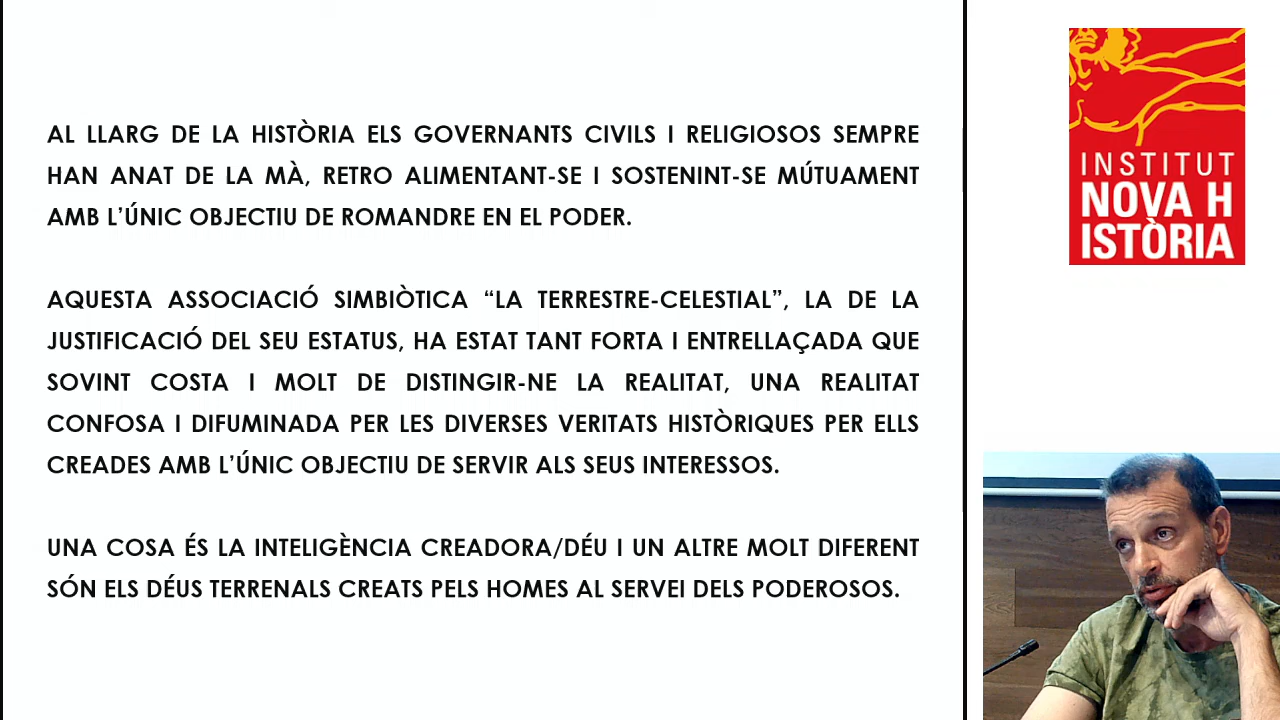 AL LLARG DE LA HISTÒRIA ELS GOVERNANTS CIVILS I RELIGIOSOS SEMPRE
HAN ANAT DE LA MÀ, RETRO ALIMENTANT-SE I SOSTENINT-SE MÚTUAMENT
AMB L’ÚNIC OBJECTIU DE ROMANDRE EN EL PODER.
AQUESTA ASSOCIACIÓ SIMBIÒTICA “LA TERRESTRE-CELESTIAL”, LA DE LA
JUSTIFICACIÓ DEL SEU ESTATUS, HA ESTAT TANT FORTA I ENTRELLAÇADA QUE
SOVINT COSTA I MOLT DE DISTINGIR-NE LA REALITAT, UNA REALITAT
CONFOSA I DIFUMINADA PER LES DIVERSES VERITATS HISTÒRIQUES PER ELLS
CREADES AMB L’ÚNIC OBJECTIU DE SERVIR ALS SEUS INTERESSOS.
UNA COSA ÉS LA INTELIGÈNCIA CREADORA/DÉU I UN ALTRE MOLT DIFERENT
SÓN ELS DÉUS TERRENALS CREATS PELS HOMES AL SERVEI DELS PODEROSOS.
INSTITUT
NOVA H
ISTÒRIA